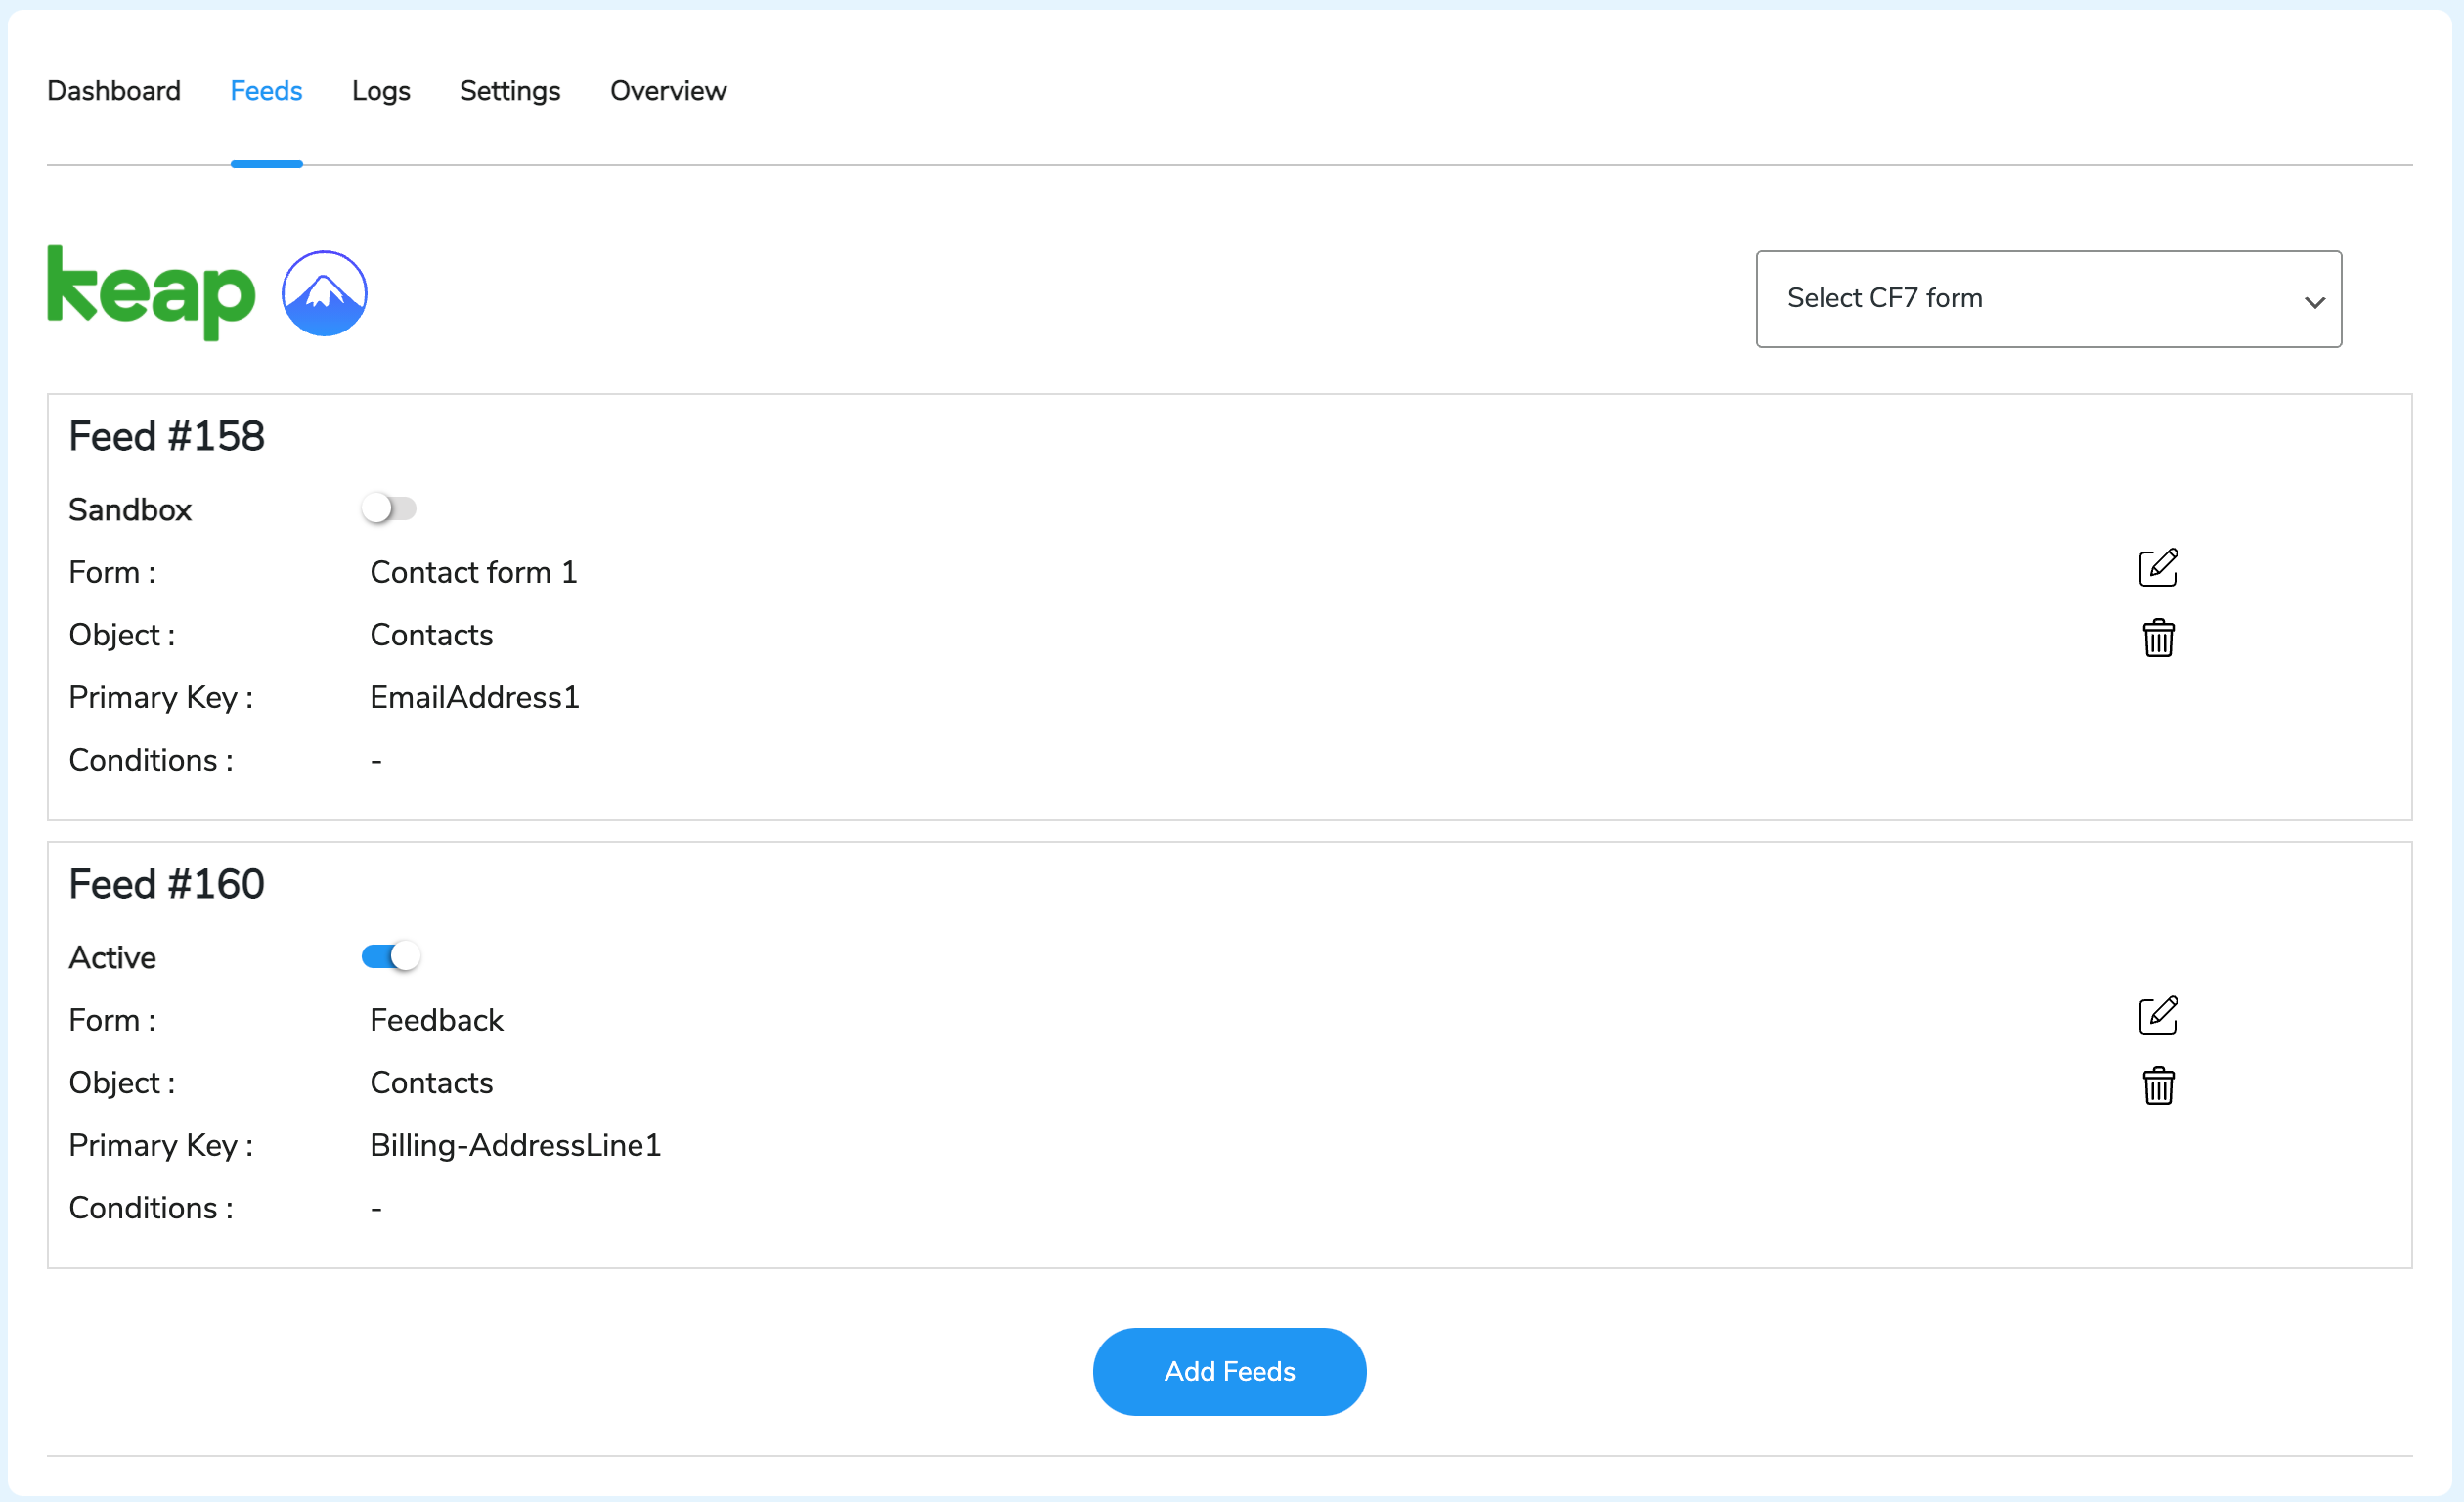 Dashboard Feeds Logs Settings Overview
keap
Select CF7 form
Feed #158
Sandbox
Form : Contact form 1
Object : Contacts
Primary Key : EmailAddress1
Conditions : -
Feed #160
Active
Form : Feedback
Object : Contacts
Primary Key : Billing-AddressLine1
Conditions : -
Add Feeds